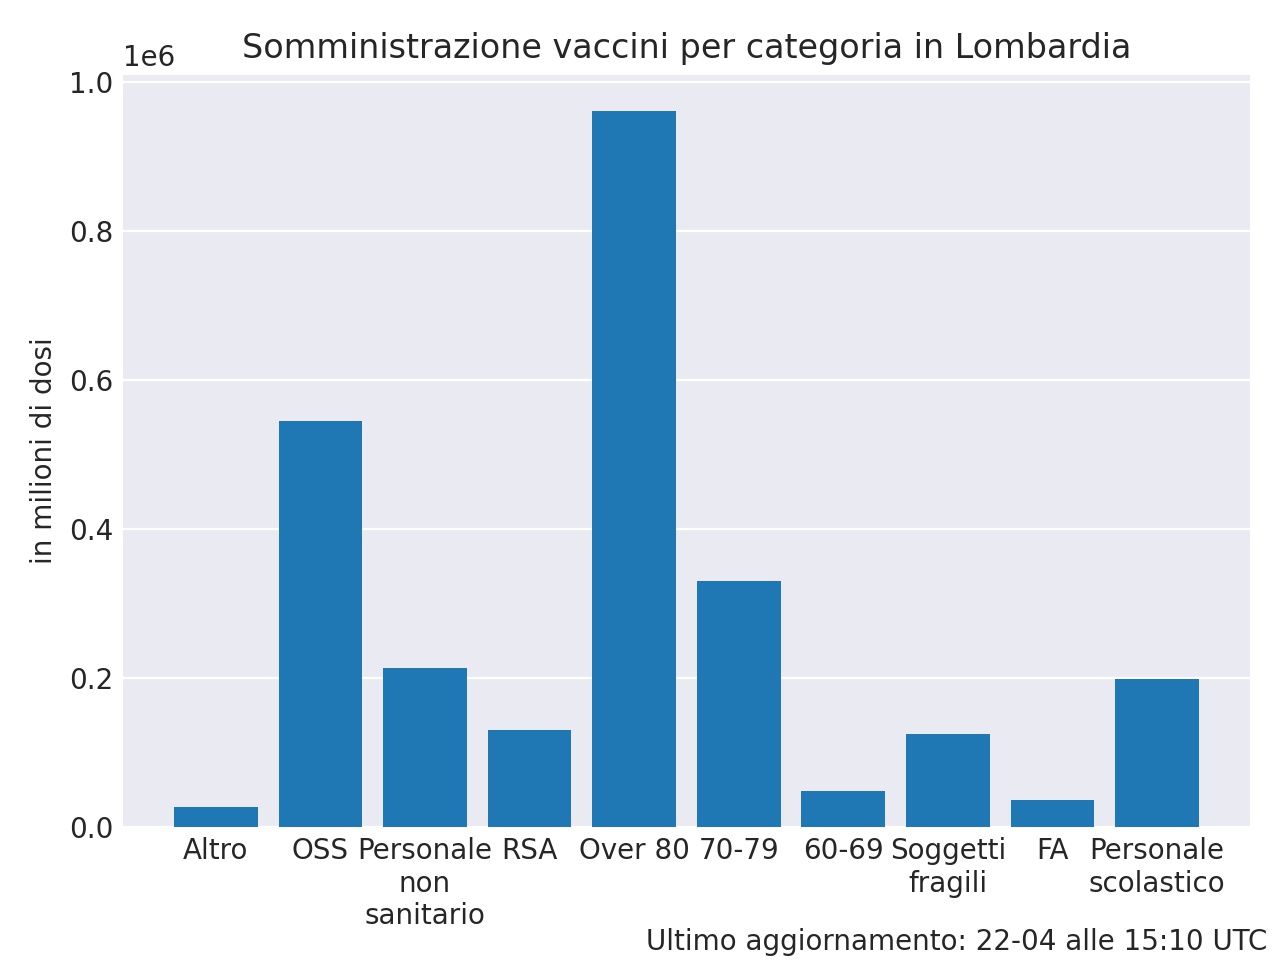 Somministrazione vaccini per categoria in Lombardia
1e6
1.0
0.8
0.6
0.4
0.2
0.0
in milioni di dosi
Altro
OSS
Personale
non
sanitario
RSA
Over 80
70-79
60-69
Soggetti
fragili
FA
Personale
scolastico
Ultimo aggiornamento: 22-04 alle 15:10 UTC